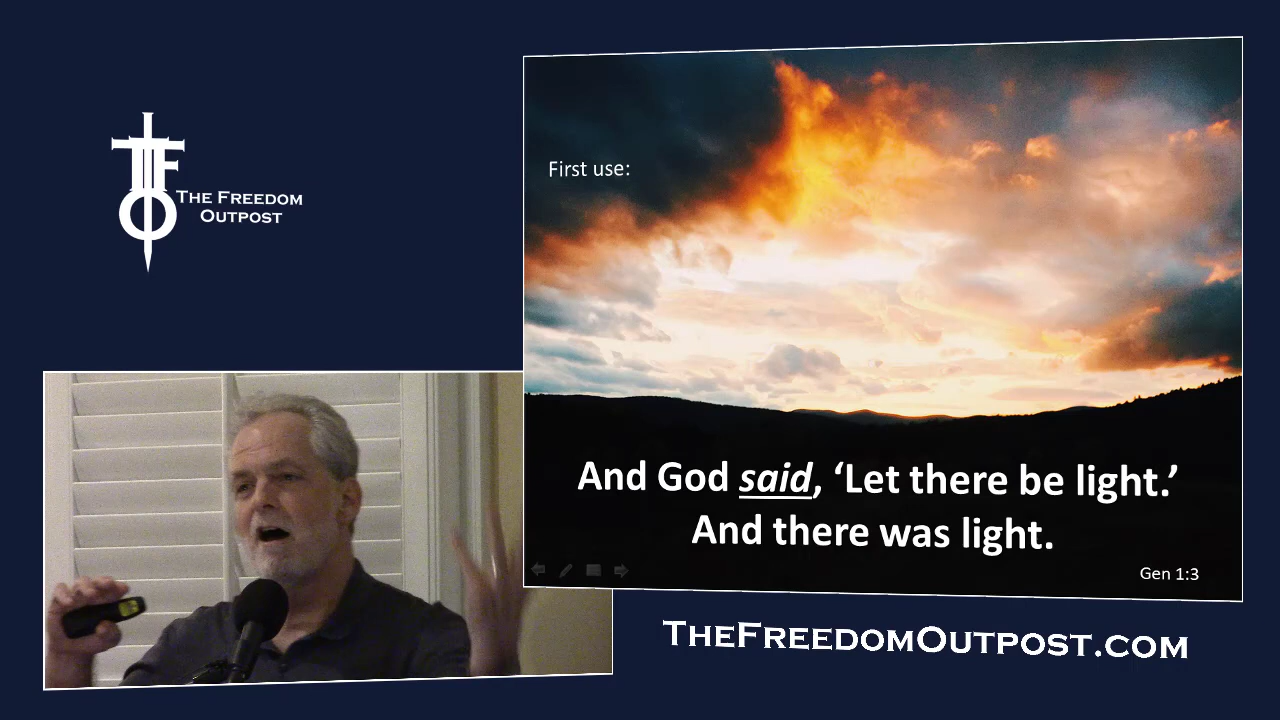 TF
THE FREEDOM
OUTPOST
First use:
And God said, ‘Let there be light.’
And there was light.
Gen 1:3
THEFREEDOMOUTPOST.COM